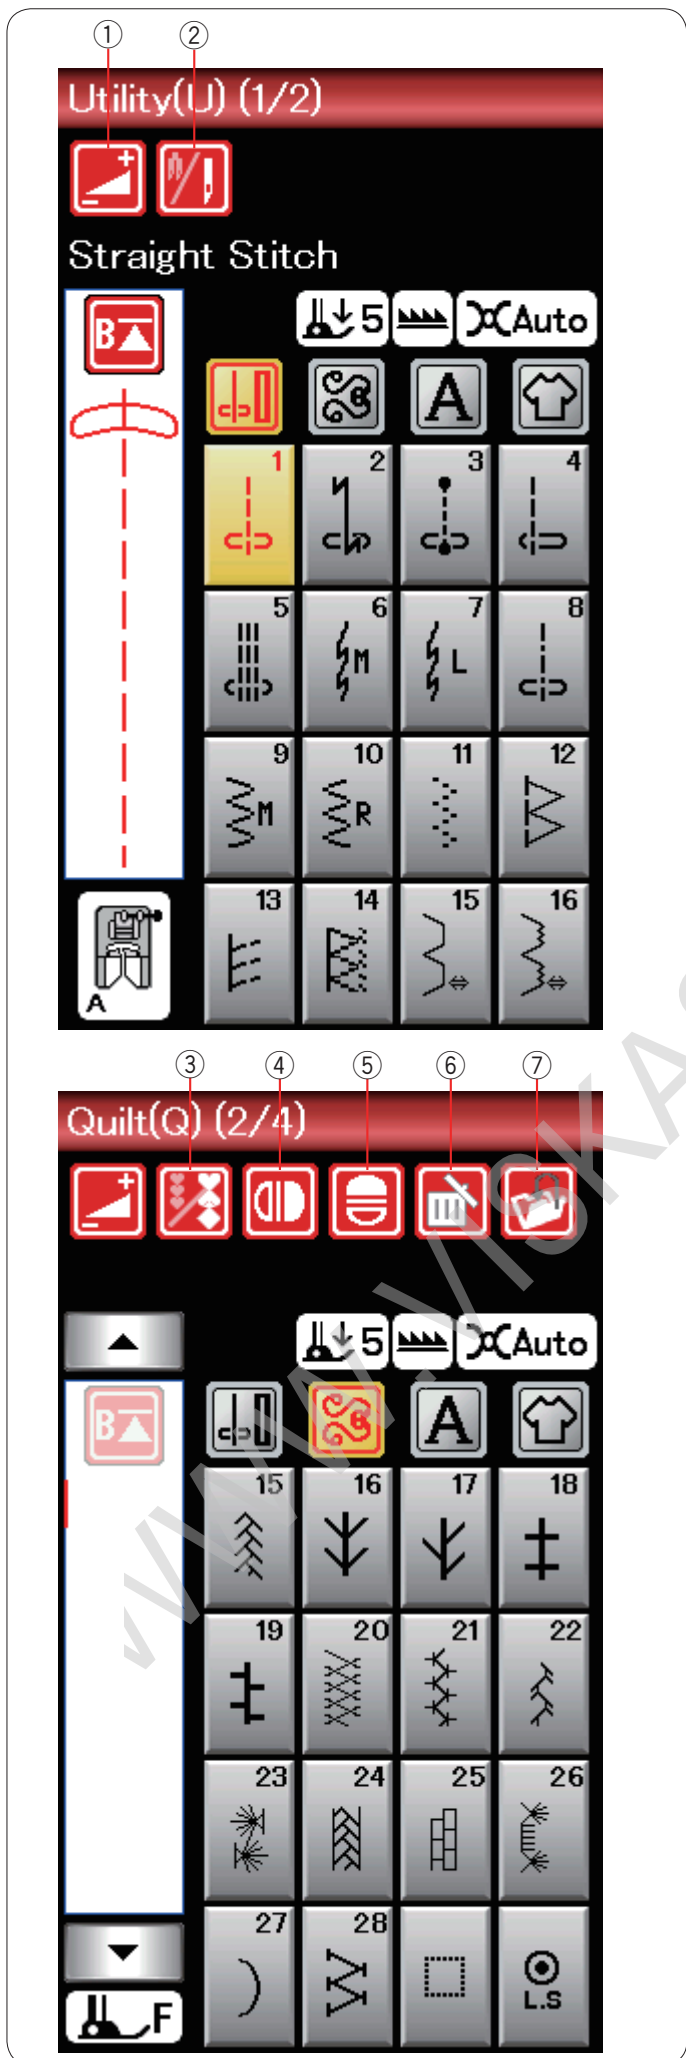 ① ②
Utility(U) (1/2)
Straight Stitch
B 5 Auto
A
1 2 3 4
5 6 M 7 L 8
9 M 10 R 11 12
13 14 15 16
A
③ ④ ⑤ ⑥ ⑦
Quilt(Q) (2/4)
5 Auto
B A
15 16 17 18
19 20 21 22
23 24 25 26
27 28 L.S
F
WWW.VISKAS